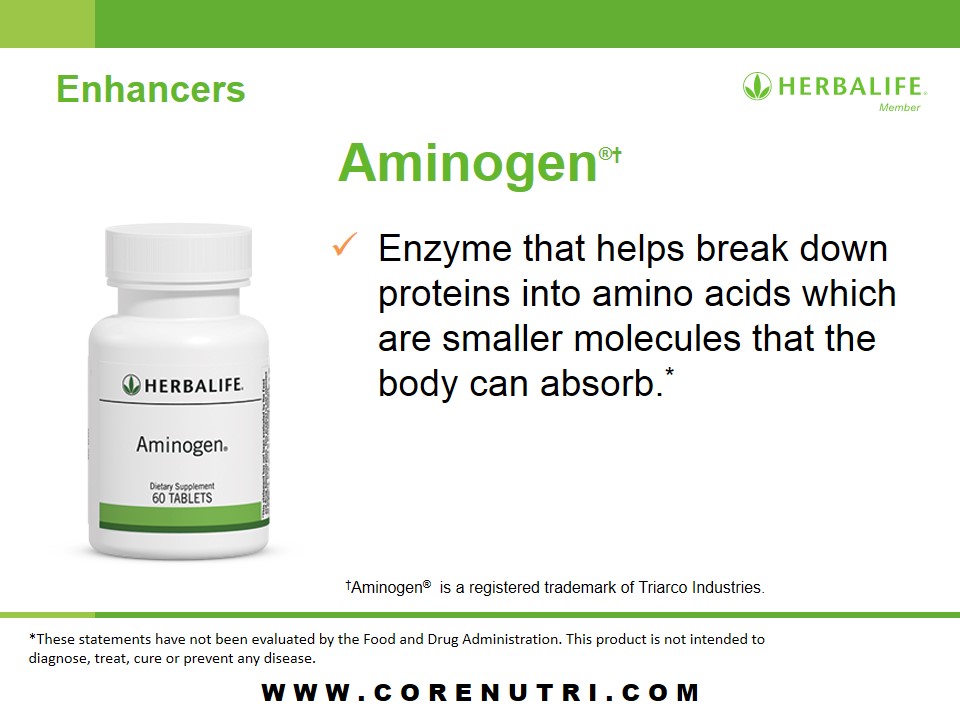 Enhancers
HERBALIFE®
Member
Aminogen®†
✓ Enzyme that helps break down
proteins into amino acids which
are smaller molecules that the
body can absorb.*
HERBALIFE®
Aminogen®
Dietary Supplement
60 TABLETS
†Aminogen® is a registered trademark of Triarco Industries.
*These statements have not been evaluated by the Food and Drug Administration. This product is not intended to
diagnose, treat, cure or prevent any disease.
WWW.CORENUTRI.COM